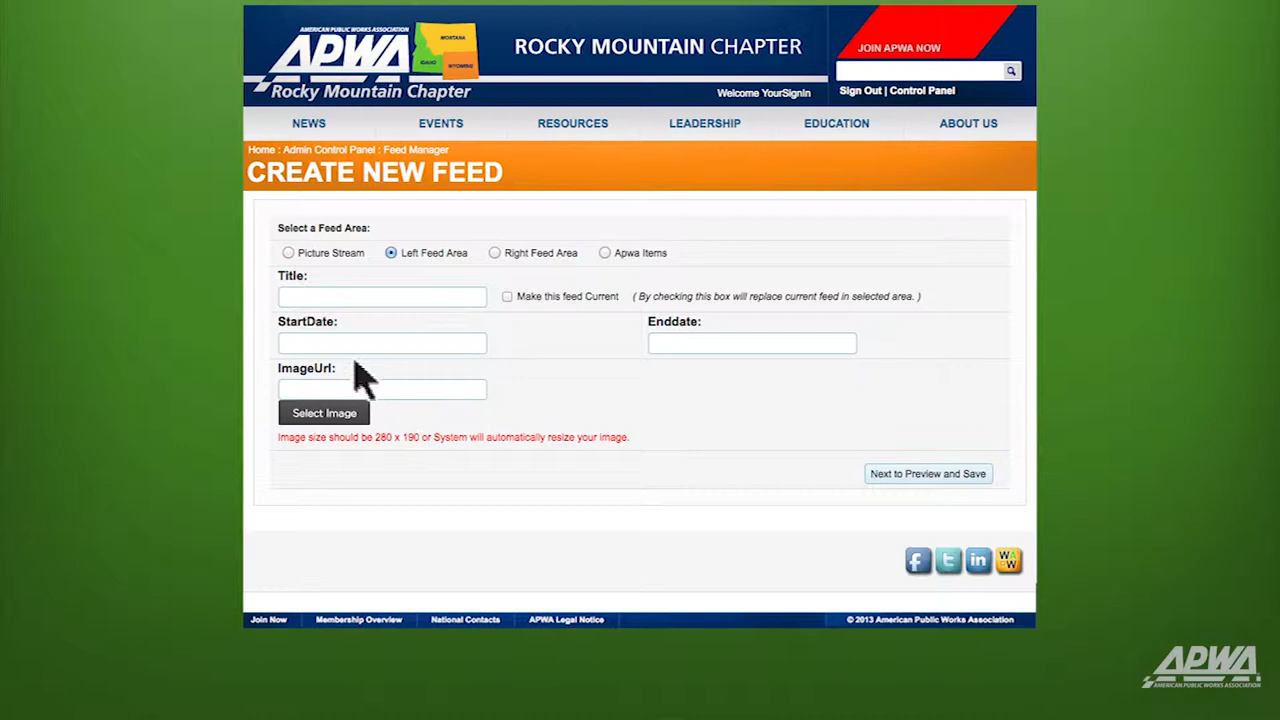 AMERICAN PUBLIC WORKS ASSOCIATION
APWA
MONTANA
IDAHO
WYOMING
Rocky Mountain Chapter
ROCKY MOUNTAIN CHAPTER
JOIN APWA NOW
Welcome YourSignIn
Sign Out | Control Panel
NEWS EVENTS RESOURCES LEADERSHIP EDUCATION ABOUT US
Home : Admin Control Panel : Feed Manager
CREATE NEW FEED
Select a Feed Area:
Picture Stream Left Feed Area Right Feed Area Apwa Items
Title:
Make this feed Current ( By checking this box will replace current feed in selected area. )
StartDate: Enddate:
ImageUrl:
Select Image
Image size should be 280 x 190 or System will automatically resize your image.
Next to Preview and Save
f t in WAPW
Join Now Membership Overview National Contacts APWA Legal Notice © 2013 American Public Works Association
APWA
AMERICAN PUBLIC WORKS ASSOCIATION